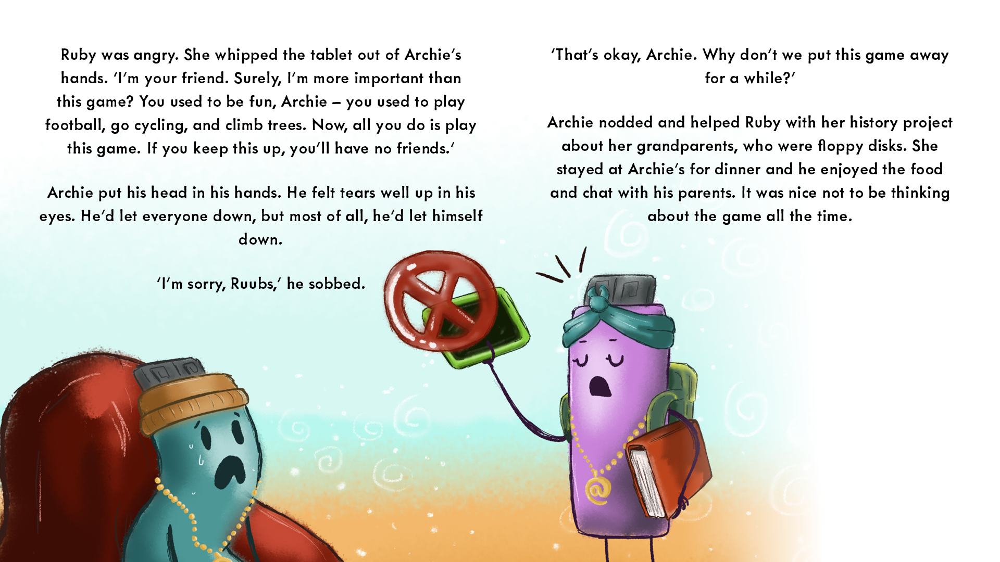 Ruby was angry. She whipped the tablet out of Archie's
hands. 'I'm your friend. Surely, I'm more important than
this game? You used to be fun, Archie – you used to play
football, go cycling, and climb trees. Now, all you do is play
this game. If you keep this up, you'll have no friends.'
Archie put his head in his hands. He felt tears well up in his
eyes. He'd let everyone down, but most of all, he'd let himself
down.
'I'm sorry, Ruubs,' he sobbed.
'That's okay, Archie. Why don't we put this game away
for a while?'
Archie nodded and helped Ruby with her history project
about her grandparents, who were floppy disks. She
stayed at Archie's for dinner and he enjoyed the food
and chat with his parents. It was nice not to be thinking
about the game all the time.
@